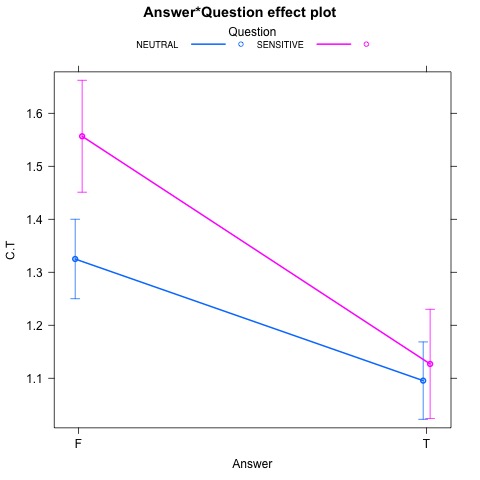 Answer*Question effect plot
Question
NEUTRAL SENSITIVE
1.6
1.5
1.4
1.3
1.2
1.1
C.T
F T
Answer